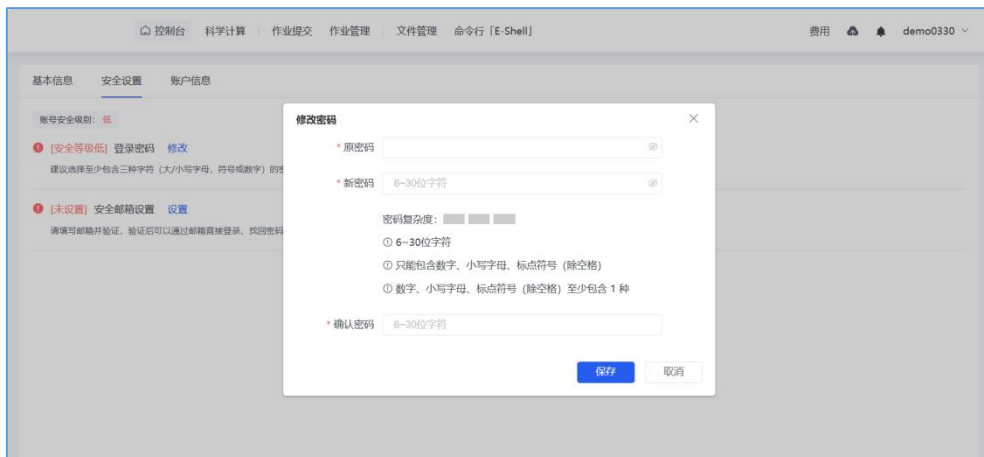 控制台 科学计算 作业提交 作业管理 文件管理 命令行「E-Shell」 费用 demo0330
基本信息 安全设置 账户信息
账号安全级别：低
[安全等级低] 登录密码 修改
建议选择至少包含三种字符（大/小写字母、符号或数字）的
[未设置] 安全邮箱设置 设置
请填写邮箱并验证，验证后可以通过邮箱直接登录、找回密码
修改密码
* 原密码
* 新密码 6~30位字符
密码复杂度：
6~30位字符
只能包含数字、小写字母、标点符号（除空格）
数字、小写字母、标点符号（除空格）至少包含 1 种
* 确认密码 6~30位字符
保存 取消